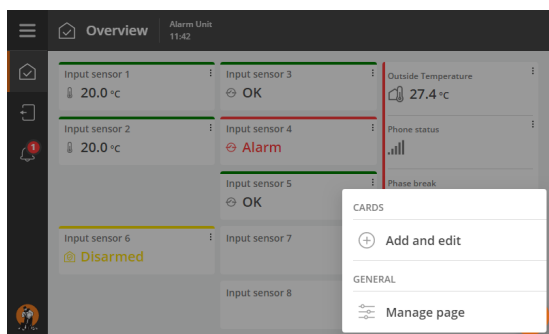 Overview
Alarm Unit
11:42
Input sensor 1
20.0 °C
Input sensor 3
OK
Outside Temperature
27.4 °C
Input sensor 2
20.0 °C
Input sensor 4
Alarm
Phone status
1
Input sensor 5
OK
Phase break
Input sensor 6
Disarmed
Input sensor 7
Input sensor 8
CARDS
Add and edit
GENERAL
Manage page